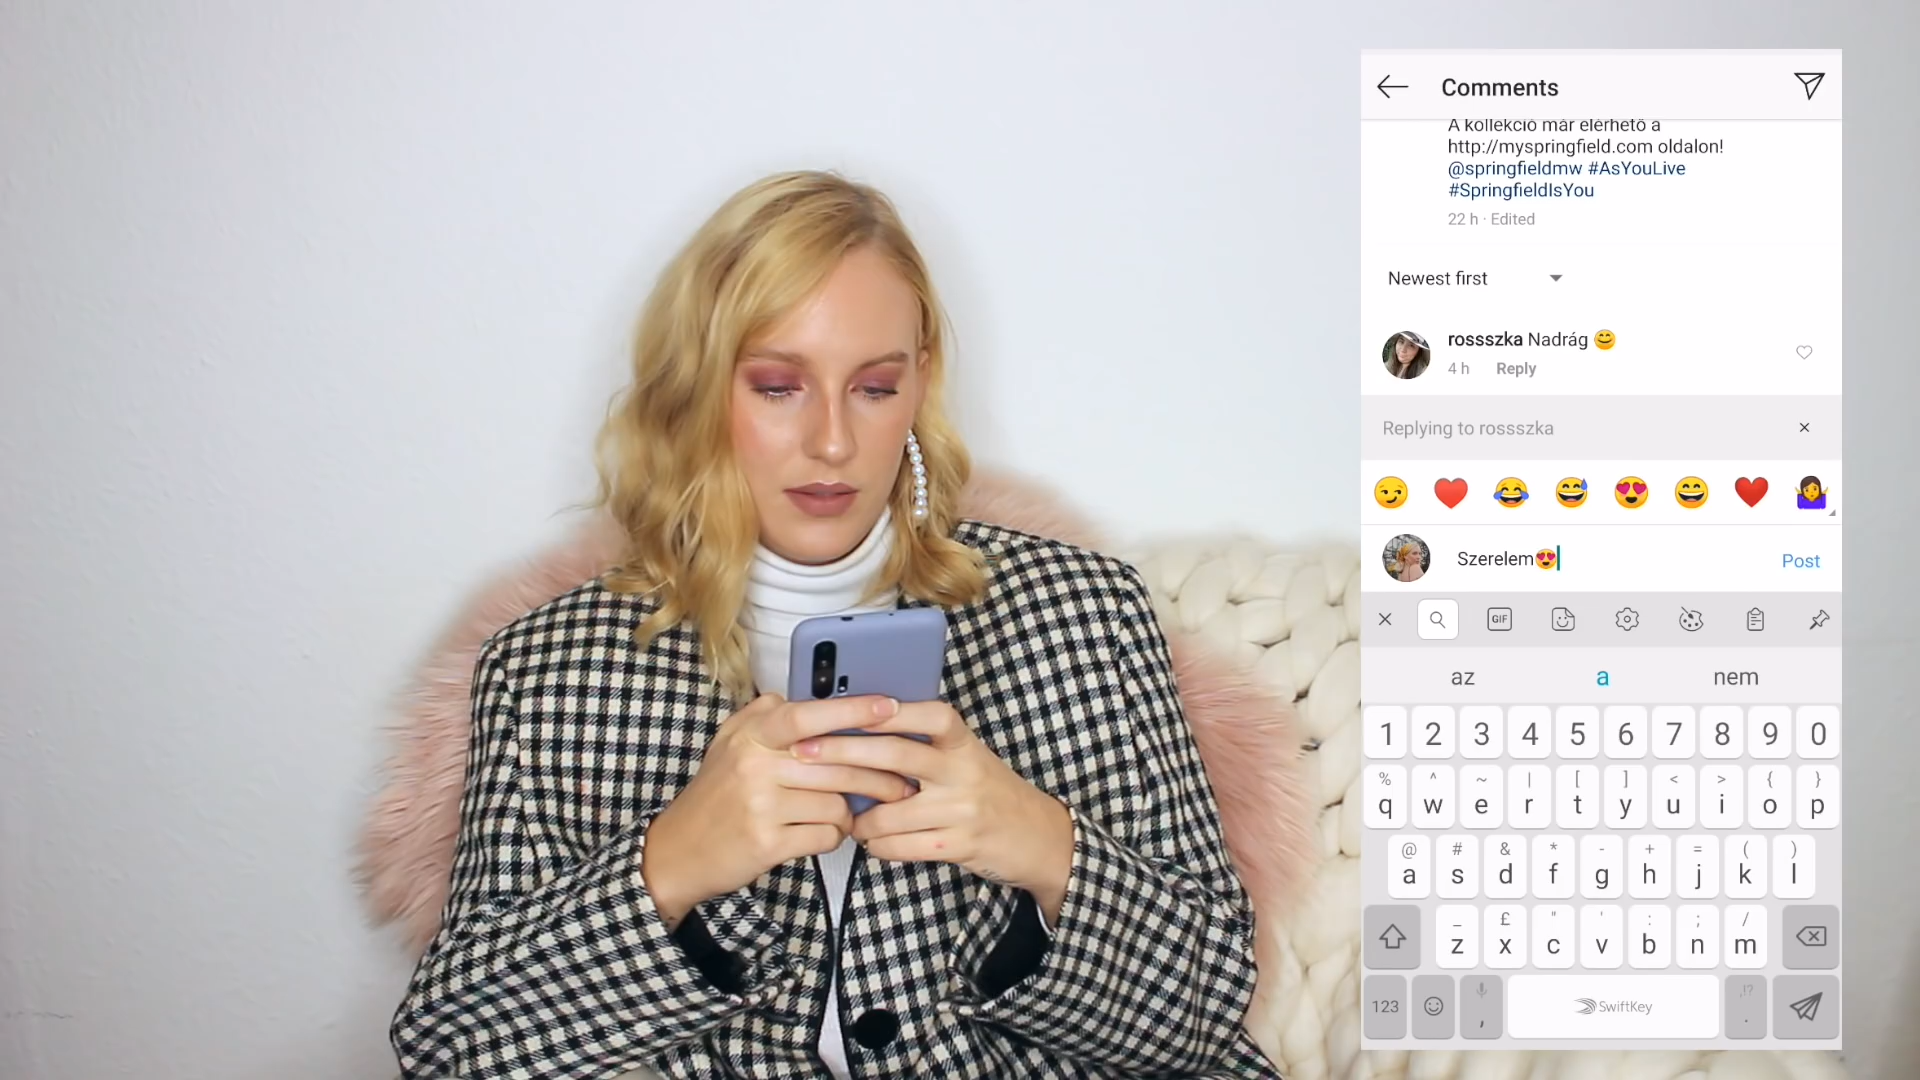 Comments
A kollekció már elérhető a
http://myspringfield.com oldalon!
@springfieldmw #AsYouLive
#SpringfieldIsYou
22 h · Edited
Newest first
rossszka Nadrág 😊
4 h Reply
Replying to rossszka
Szerelem😍
Post
GIF
az a nem
1 2 3 4 5 6 7 8 9 0
% ^ ~ | [ ] < > { }
q w e r t y u i o p
@ # & * - + = ( )
a s d f g h j k l
_ £ " ' : ; /
z x c v b n m
,!?
123 , SwiftKey .